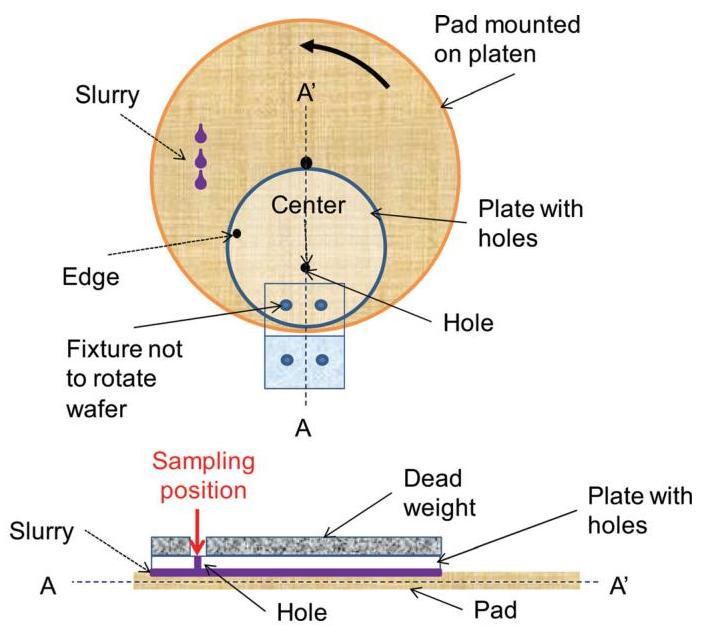 Pad mounted
on platen
A'
Slurry
Center
Plate with
holes
Edge
Hole
Fixture not
to rotate
wafer
A
Sampling
position
Dead
weight
Plate with
holes
Slurry
A
A'
Hole
Pad